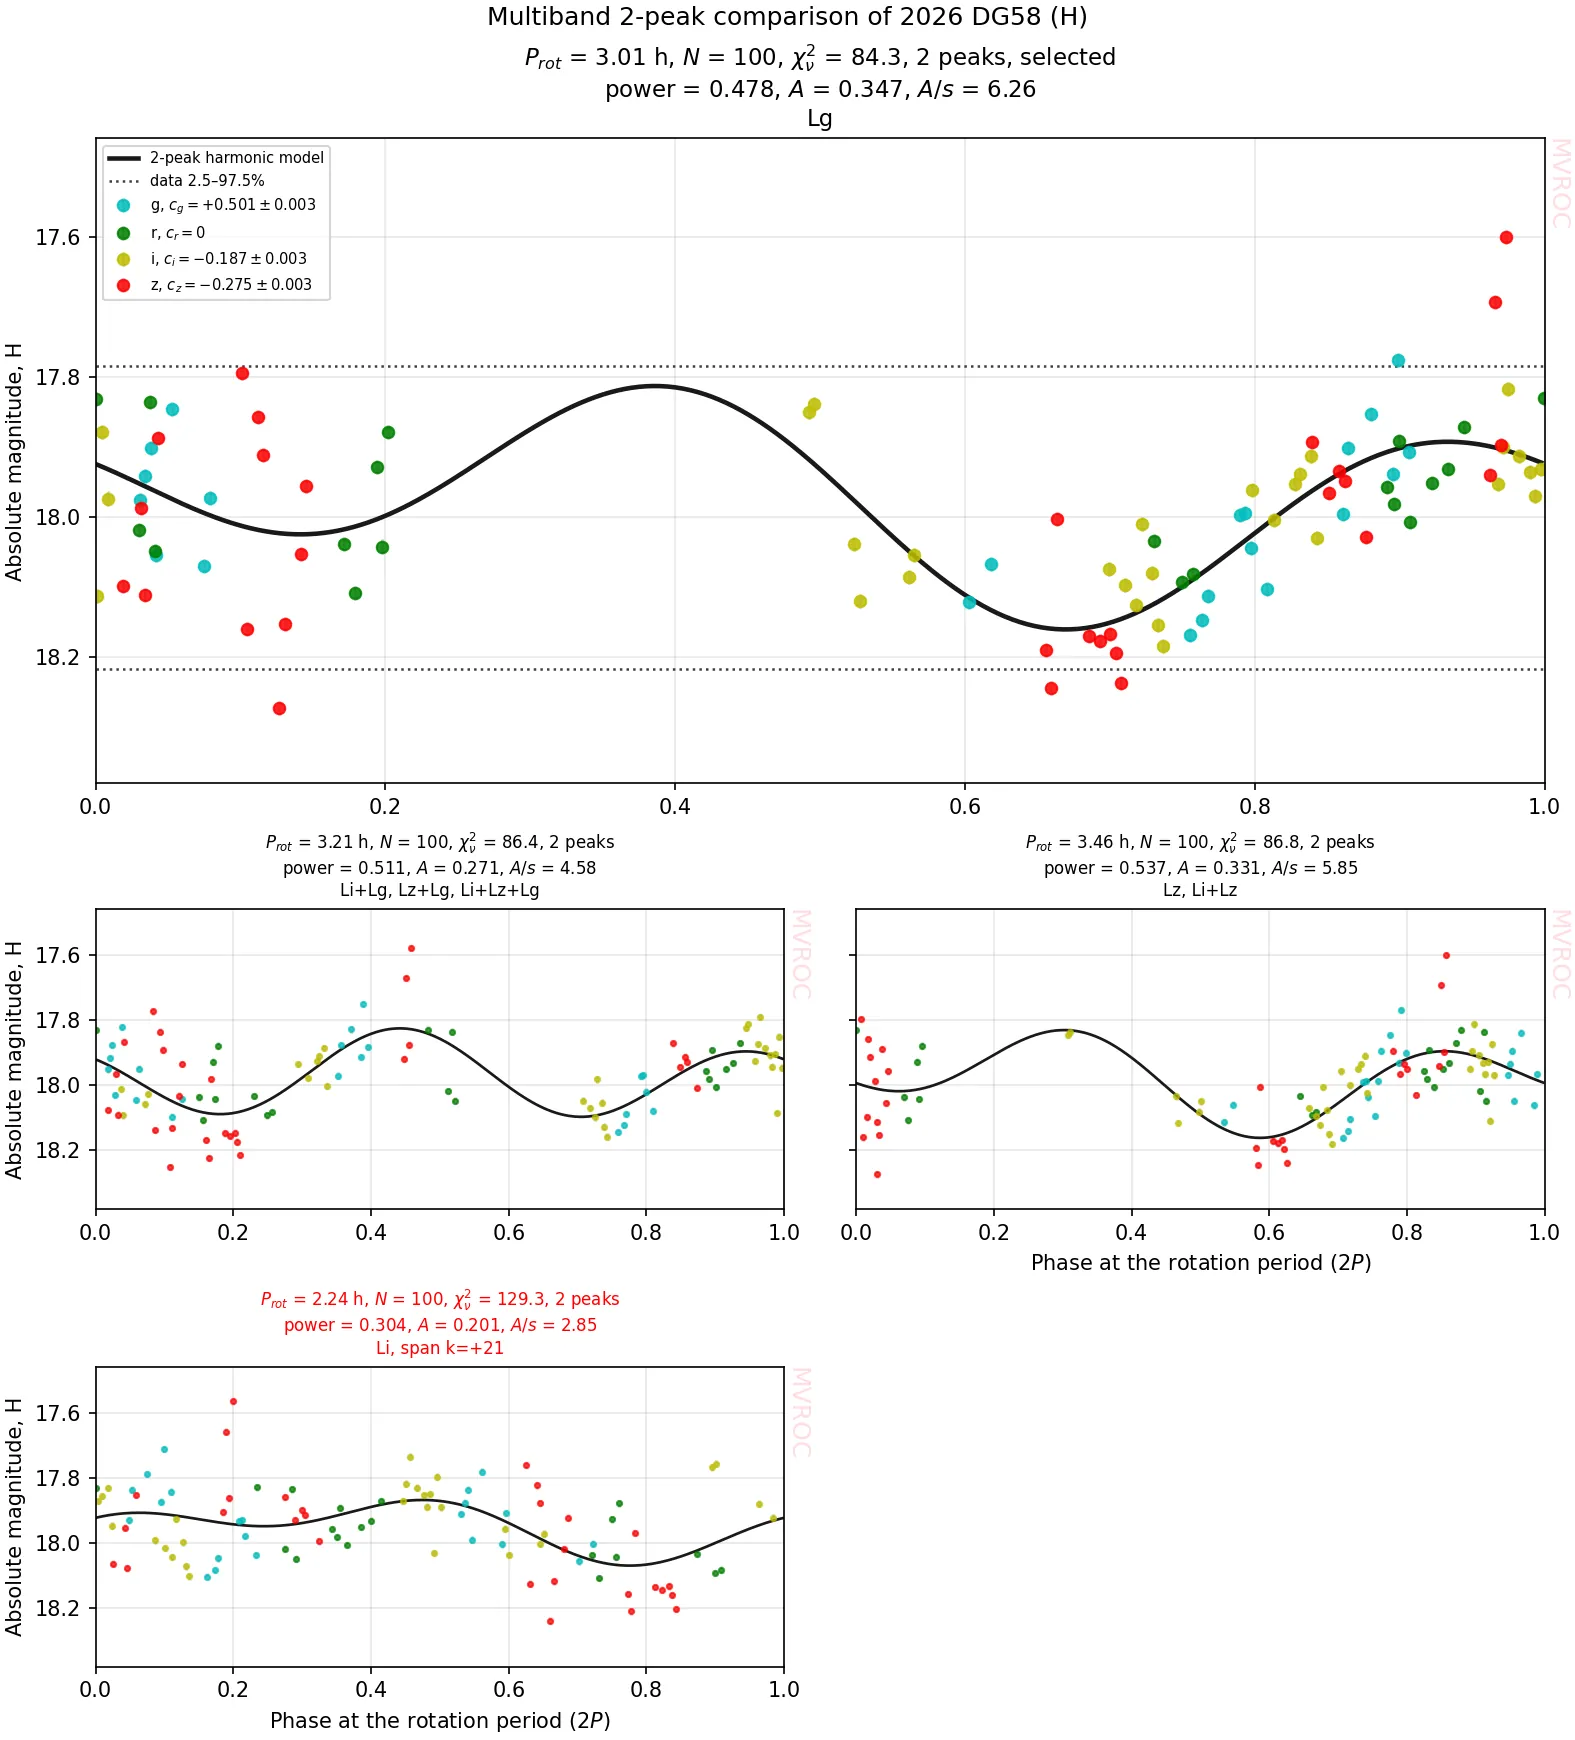 Multiband 2-peak comparison of 2026 DG58 (H)
P_rot = 3.01 h, N = 100, χ²_ν = 84.3, 2 peaks, selected
power = 0.478, A = 0.347, A/s = 6.26
Lg
2-peak harmonic model
data 2.5–97.5%
g, c_g = +0.501 ± 0.003
r, c_r = 0
i, c_i = −0.187 ± 0.003
z, c_z = −0.275 ± 0.003
MVROC
Absolute magnitude, H
17.6
17.8
18.0
18.2
0.0 0.2 0.4 0.6 0.8 1.0
P_rot = 3.21 h, N = 100, χ²_ν = 86.4, 2 peaks
power = 0.511, A = 0.271, A/s = 4.58
Li+Lg, Lz+Lg, Li+Lz+Lg
MVROC
Absolute magnitude, H
17.6
17.8
18.0
18.2
0.0 0.2 0.4 0.6 0.8 1.0
P_rot = 3.46 h, N = 100, χ²_ν = 86.8, 2 peaks
power = 0.537, A = 0.331, A/s = 5.85
Lz, Li+Lz
MVROC
0.0 0.2 0.4 0.6 0.8 1.0
Phase at the rotation period (2P)
P_rot = 2.24 h, N = 100, χ²_ν = 129.3, 2 peaks
power = 0.304, A = 0.201, A/s = 2.85
Li, span k=+21
MVROC
Absolute magnitude, H
17.6
17.8
18.0
18.2
0.0 0.2 0.4 0.6 0.8 1.0
Phase at the rotation period (2P)